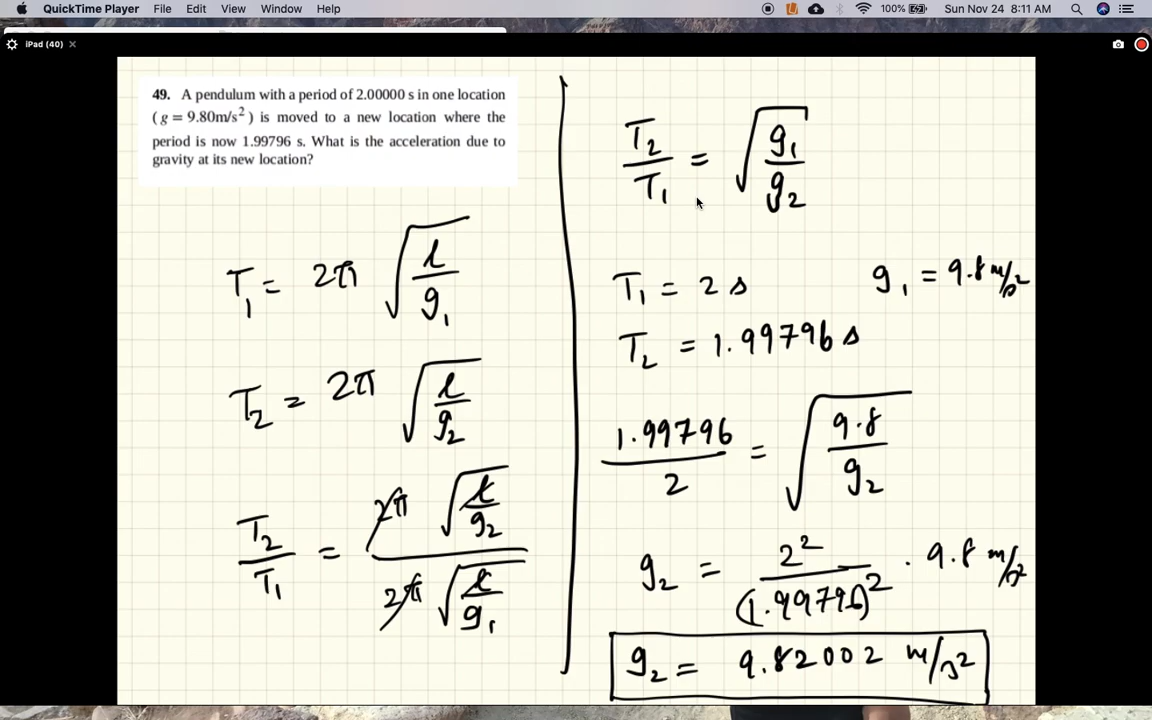 QuickTime Player File Edit View Window Help 100% Sun Nov 24 8:11 AM
iPad (40)
49. A pendulum with a period of 2.00000 s in one location
(g = 9.80m/s²) is moved to a new location where the
period is now 1.99796 s. What is the acceleration due to
gravity at its new location?
T₁ = 2π √(l/g₁)
T₂ = 2π √(l/g₂)
T₂/T₁ = 2π √(l/g₂) / 2π √(l/g₁)
T₂/T₁ = √(g₁/g₂)
T₁ = 2 s g₁ = 9.8 m/s²
T₂ = 1.99796 s
1.99796/2 = √(9.8/g₂)
g₂ = 2²/(1.99796)² · 9.8 m/s²
g₂ = 9.82002 m/s²